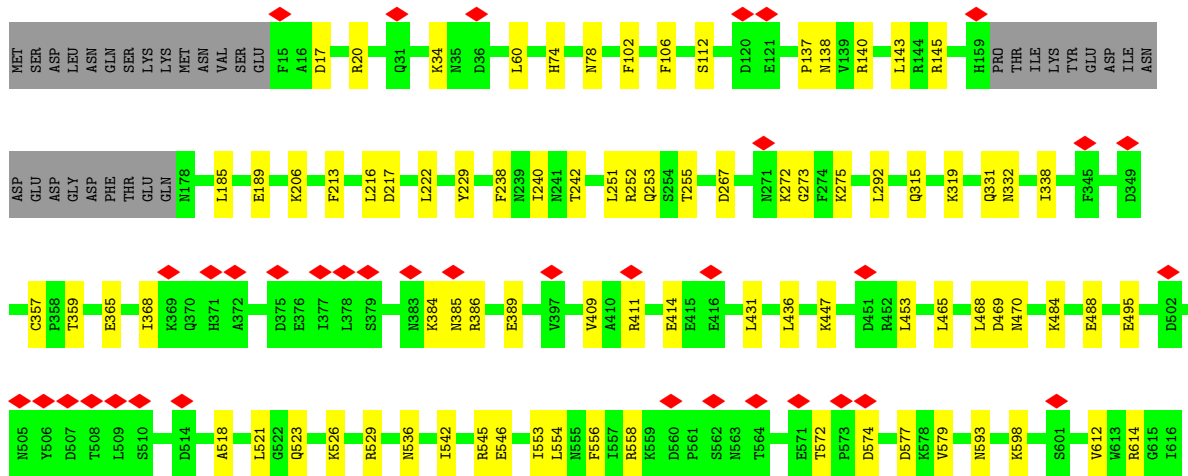 MET SER ASP LEU ASN GLN SER LYS LYS MET ASN VAL SER GLU F15 A16 D17 R20 Q31 K34 N35 D36 L60 H74 N78 F102 F106 S112 D120 E121 P137 N138 V139 R140 L143 R144 R145 H159 PRO THR ILE LYS TYR GLU ASP ILE ASN
ASP GLU ASP GLY ASP PHE THR GLU GLN N178 L185 E189 K206 F213 L216 D217 L222 Y229 F238 N239 I240 N241 T242 L251 R252 Q253 S254 T255 D267 N271 K272 G273 F274 K275 L292 Q315 K319 Q331 N332 I338 F345 D349
C357 P358 T359 E365 I368 K369 Q370 H371 A372 D375 E376 I377 L378 S379 N383 K384 N385 R386 E389 V397 V409 A410 R411 E414 E415 E416 L431 L436 K447 D451 R452 L453 L465 L468 D469 N470 K484 E488 E495 D502
N505 Y506 D507 T508 L509 S510 D514 A518 L521 G522 Q523 K526 R529 N536 I542 R545 E546 I553 L554 N555 F556 I557 R558 K559 D560 P561 S562 N563 T564 E571 T572 P573 D574 D577 K578 V579 N593 K598 S601 V612 W613 R614 G615 I616